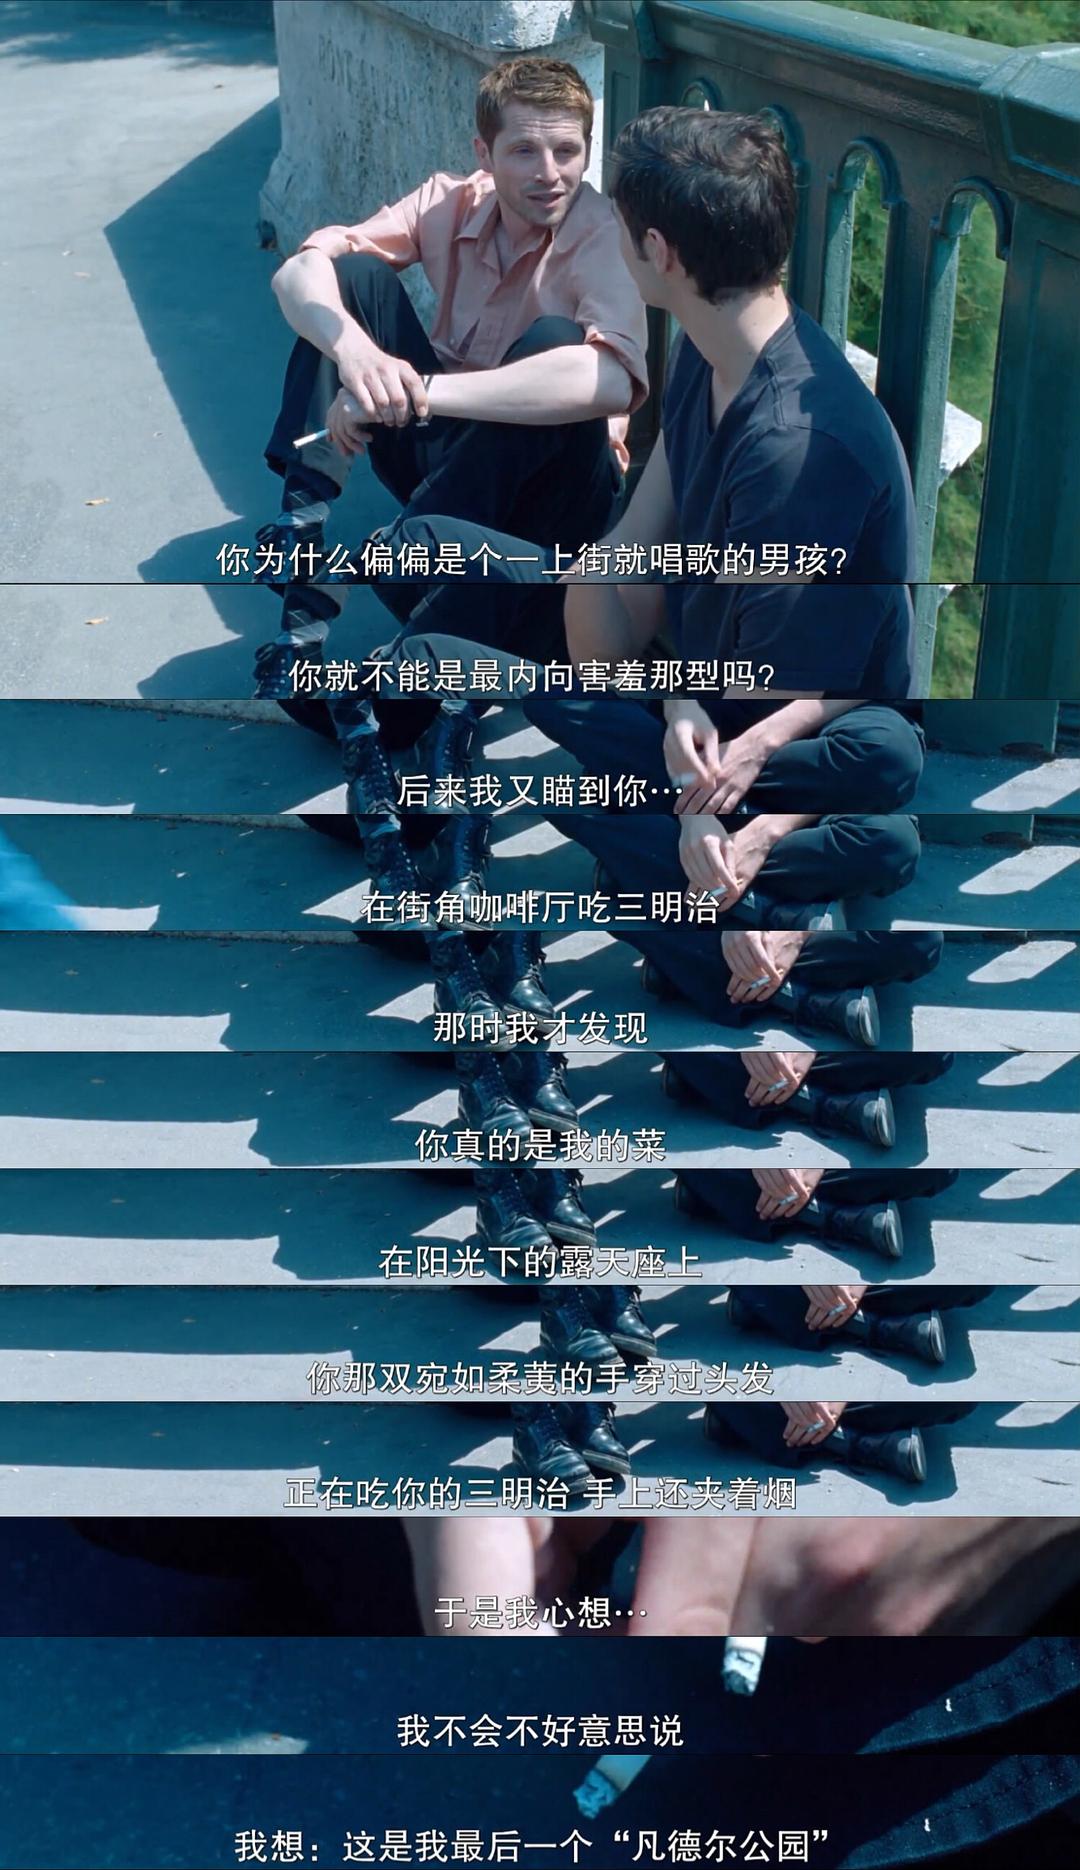 你为什么偏偏是个一上街就唱歌的男孩?
你就不能是最内向害羞那型吗?
后来我又瞄到你…
在街角咖啡厅吃三明治
那时我才发现
你真的是我的菜
在阳光下的露天座上
你那双宛如柔荑的手穿过头发
正在吃你的三明治 手上还夹着烟
于是我心想…
我不会不好意思说
我想：这是我最后一个“凡德尔公园”